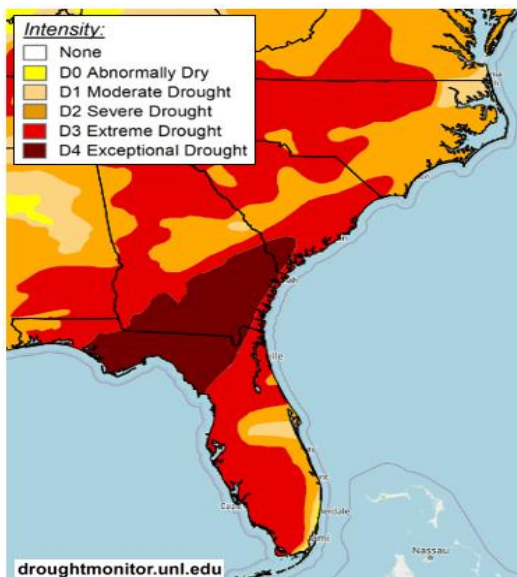 Intensity:
None
D0 Abnormally Dry
D1 Moderate Drought
D2 Severe Drought
D3 Extreme Drought
D4 Exceptional Drought
Nassau
droughtmonitor.unl.edu